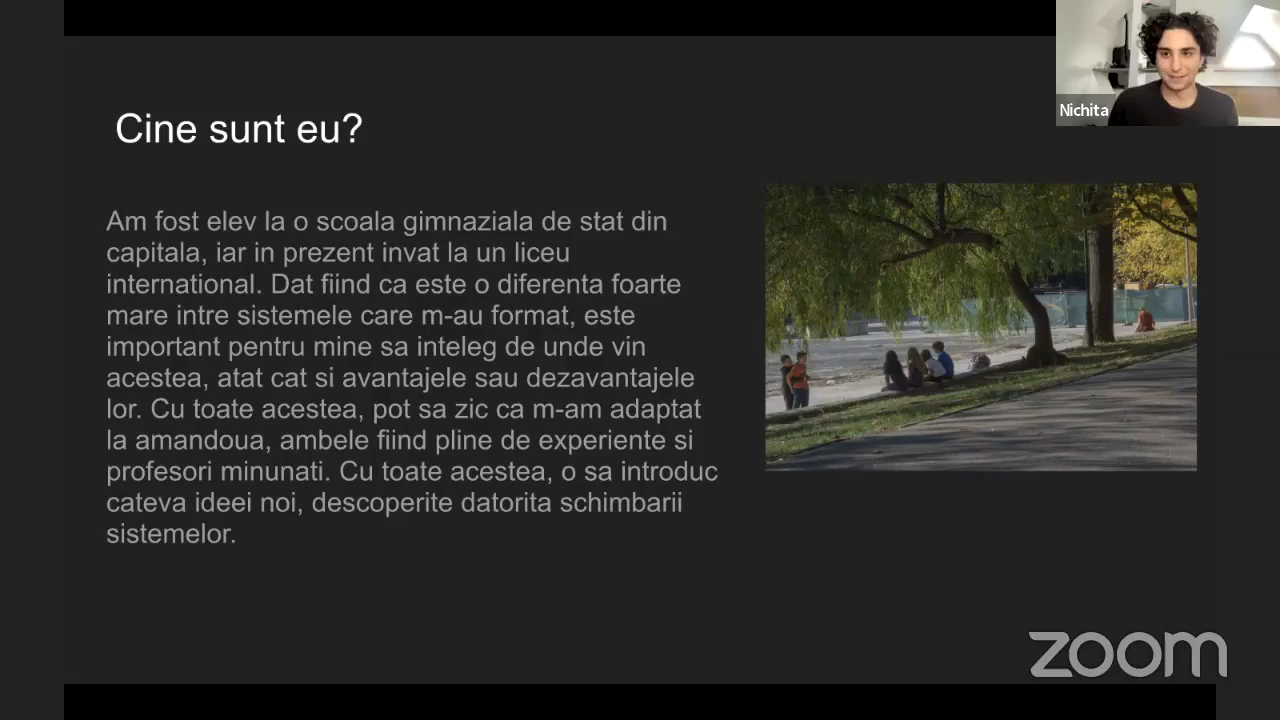 Nichita
Cine sunt eu?
Am fost elev la o scoala gimnaziala de stat din
capitala, iar in prezent invat la un liceu
international. Dat fiind ca este o diferenta foarte
mare intre sistemele care m-au format, este
important pentru mine sa inteleg de unde vin
acestea, atat cat si avantajele sau dezavantajele
lor. Cu toate acestea, pot sa zic ca m-am adaptat
la amandoua, ambele fiind pline de experiente si
profesori minunati. Cu toate acestea, o sa introduc
cateva ideei noi, descoperite datorita schimbarii
sistemelor.
zoom